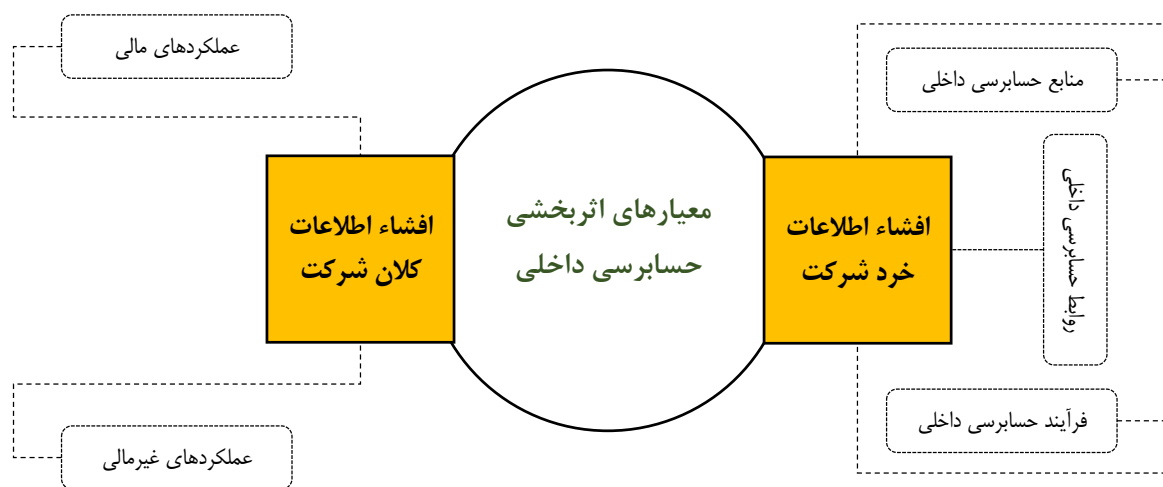 منابع حسابرسی داخلی
روابط حسابرسی داخلی
فرآیند حسابرسی داخلی
افشاء اطلاعات
خرد شرکت
معیارهای اثربخشی
حسابرسی داخلی
افشاء اطلاعات
کلان شرکت
عملکردهای مالی
عملکردهای غیرمالی